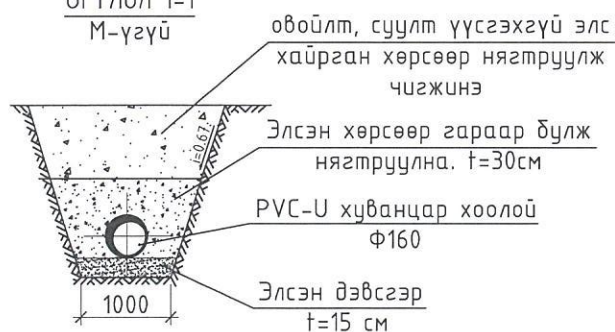 М-үгүй
овойлт, суулт үүсгэхгүй элс
хайрган хөрсөөр нягтруулж
чигжинэ
i=0.67
Элсэн хөрсөөр гараар булж
нягтруулна. t=30см
PVC-U хуванцар хоолой
Ф160
Элсэн дэвсгэр
t=15 см
1000